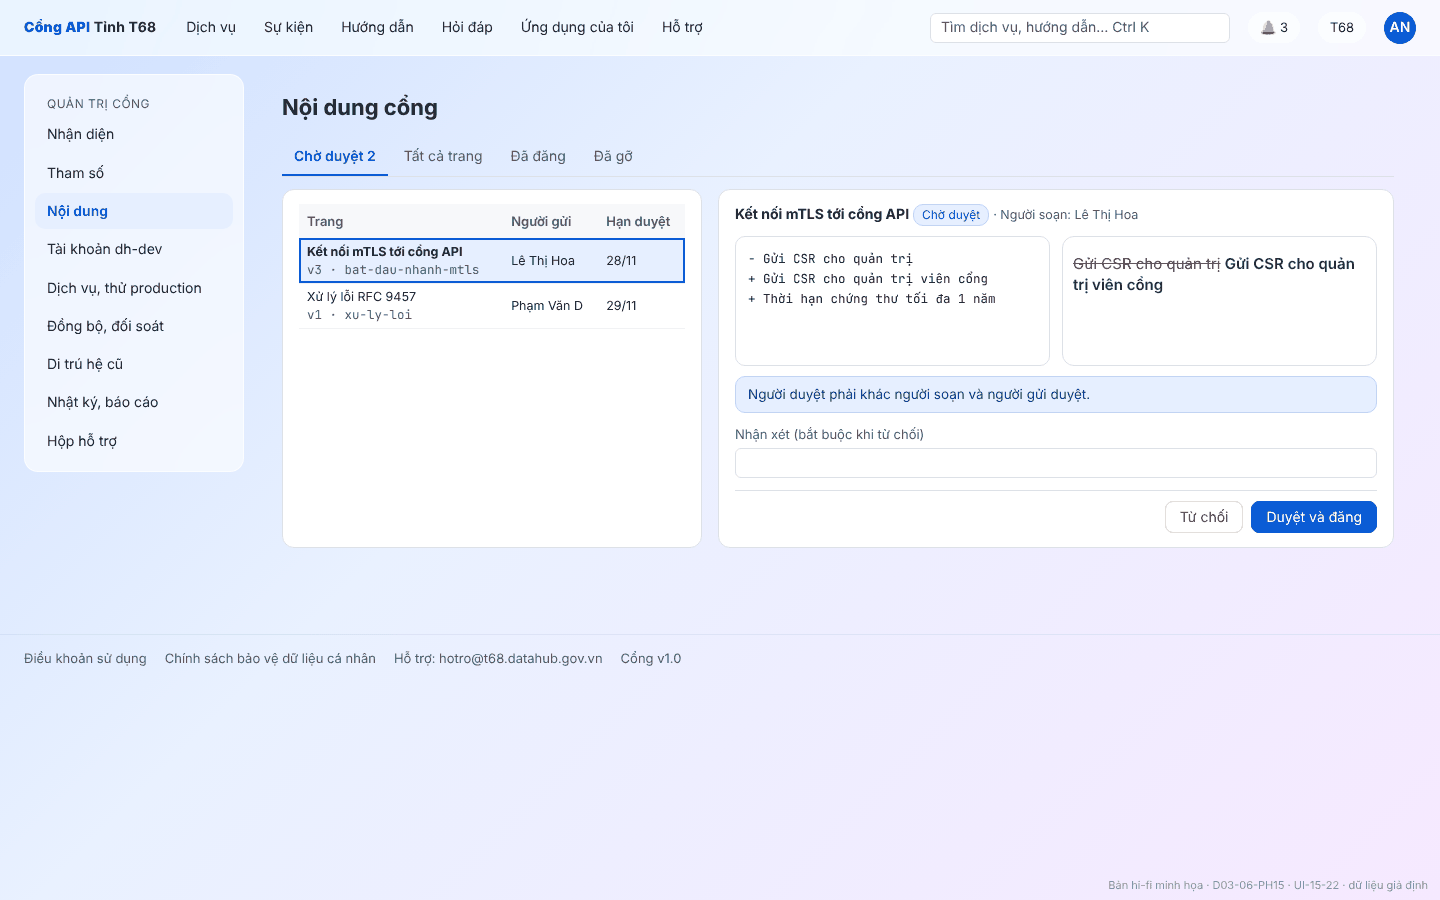 Cổng API Tỉnh T68 Dịch vụ Sự kiện Hướng dẫn Hỏi đáp Ứng dụng của tôi Hỗ trợ Tìm dịch vụ, hướng dẫn... Ctrl K 3 T68 AN
QUẢN TRỊ CỔNG
Nhận diện
Tham số
Nội dung
Tài khoản dh-dev
Dịch vụ, thử production
Đồng bộ, đối soát
Di trú hệ cũ
Nhật ký, báo cáo
Hộp hỗ trợ
Nội dung cổng
Chờ duyệt 2 Tất cả trang Đã đăng Đã gỡ
Trang Người gửi Hạn duyệt
Kết nối mTLS tới cổng API
v3 · bat-dau-nhanh-mtls
Lê Thị Hoa 28/11
Xử lý lỗi RFC 9457
v1 · xu-ly-loi
Phạm Văn D 29/11
Kết nối mTLS tới cổng API Chờ duyệt · Người soạn: Lê Thị Hoa
- Gửi CSR cho quản trị
+ Gửi CSR cho quản trị viên cổng
+ Thời hạn chứng thư tối đa 1 năm
Gửi CSR cho quản trị Gửi CSR cho quản
trị viên cổng
Người duyệt phải khác người soạn và người gửi duyệt.
Nhận xét (bắt buộc khi từ chối)
Từ chối Duyệt và đăng
Điều khoản sử dụng Chính sách bảo vệ dữ liệu cá nhân Hỗ trợ: hotro@t68.datahub.gov.vn Cổng v1.0
Bản hi-fi minh họa · D03-06-PH15 · UI-15-22 · dữ liệu giả định